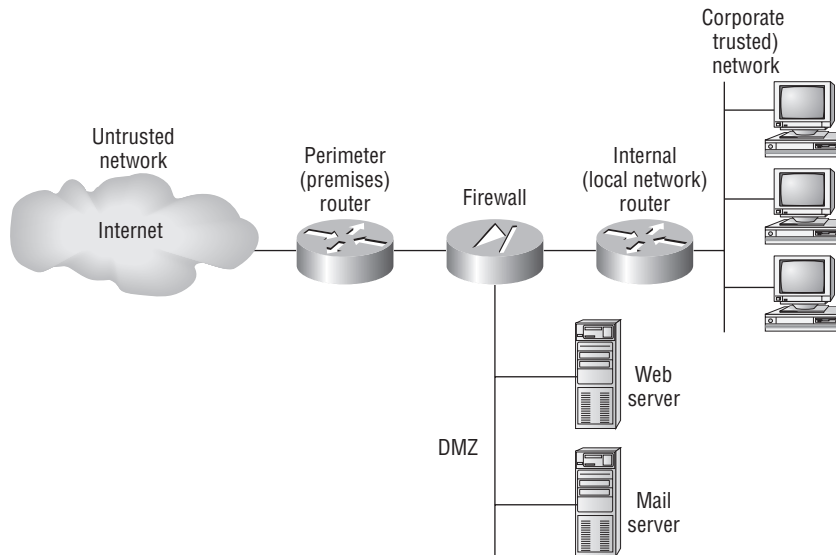 Corporate
trusted)
network
Untrusted
network
Internet
Perimeter
(premises)
router
Firewall
Internal
(local network)
router
Web
server
DMZ
Mail
server